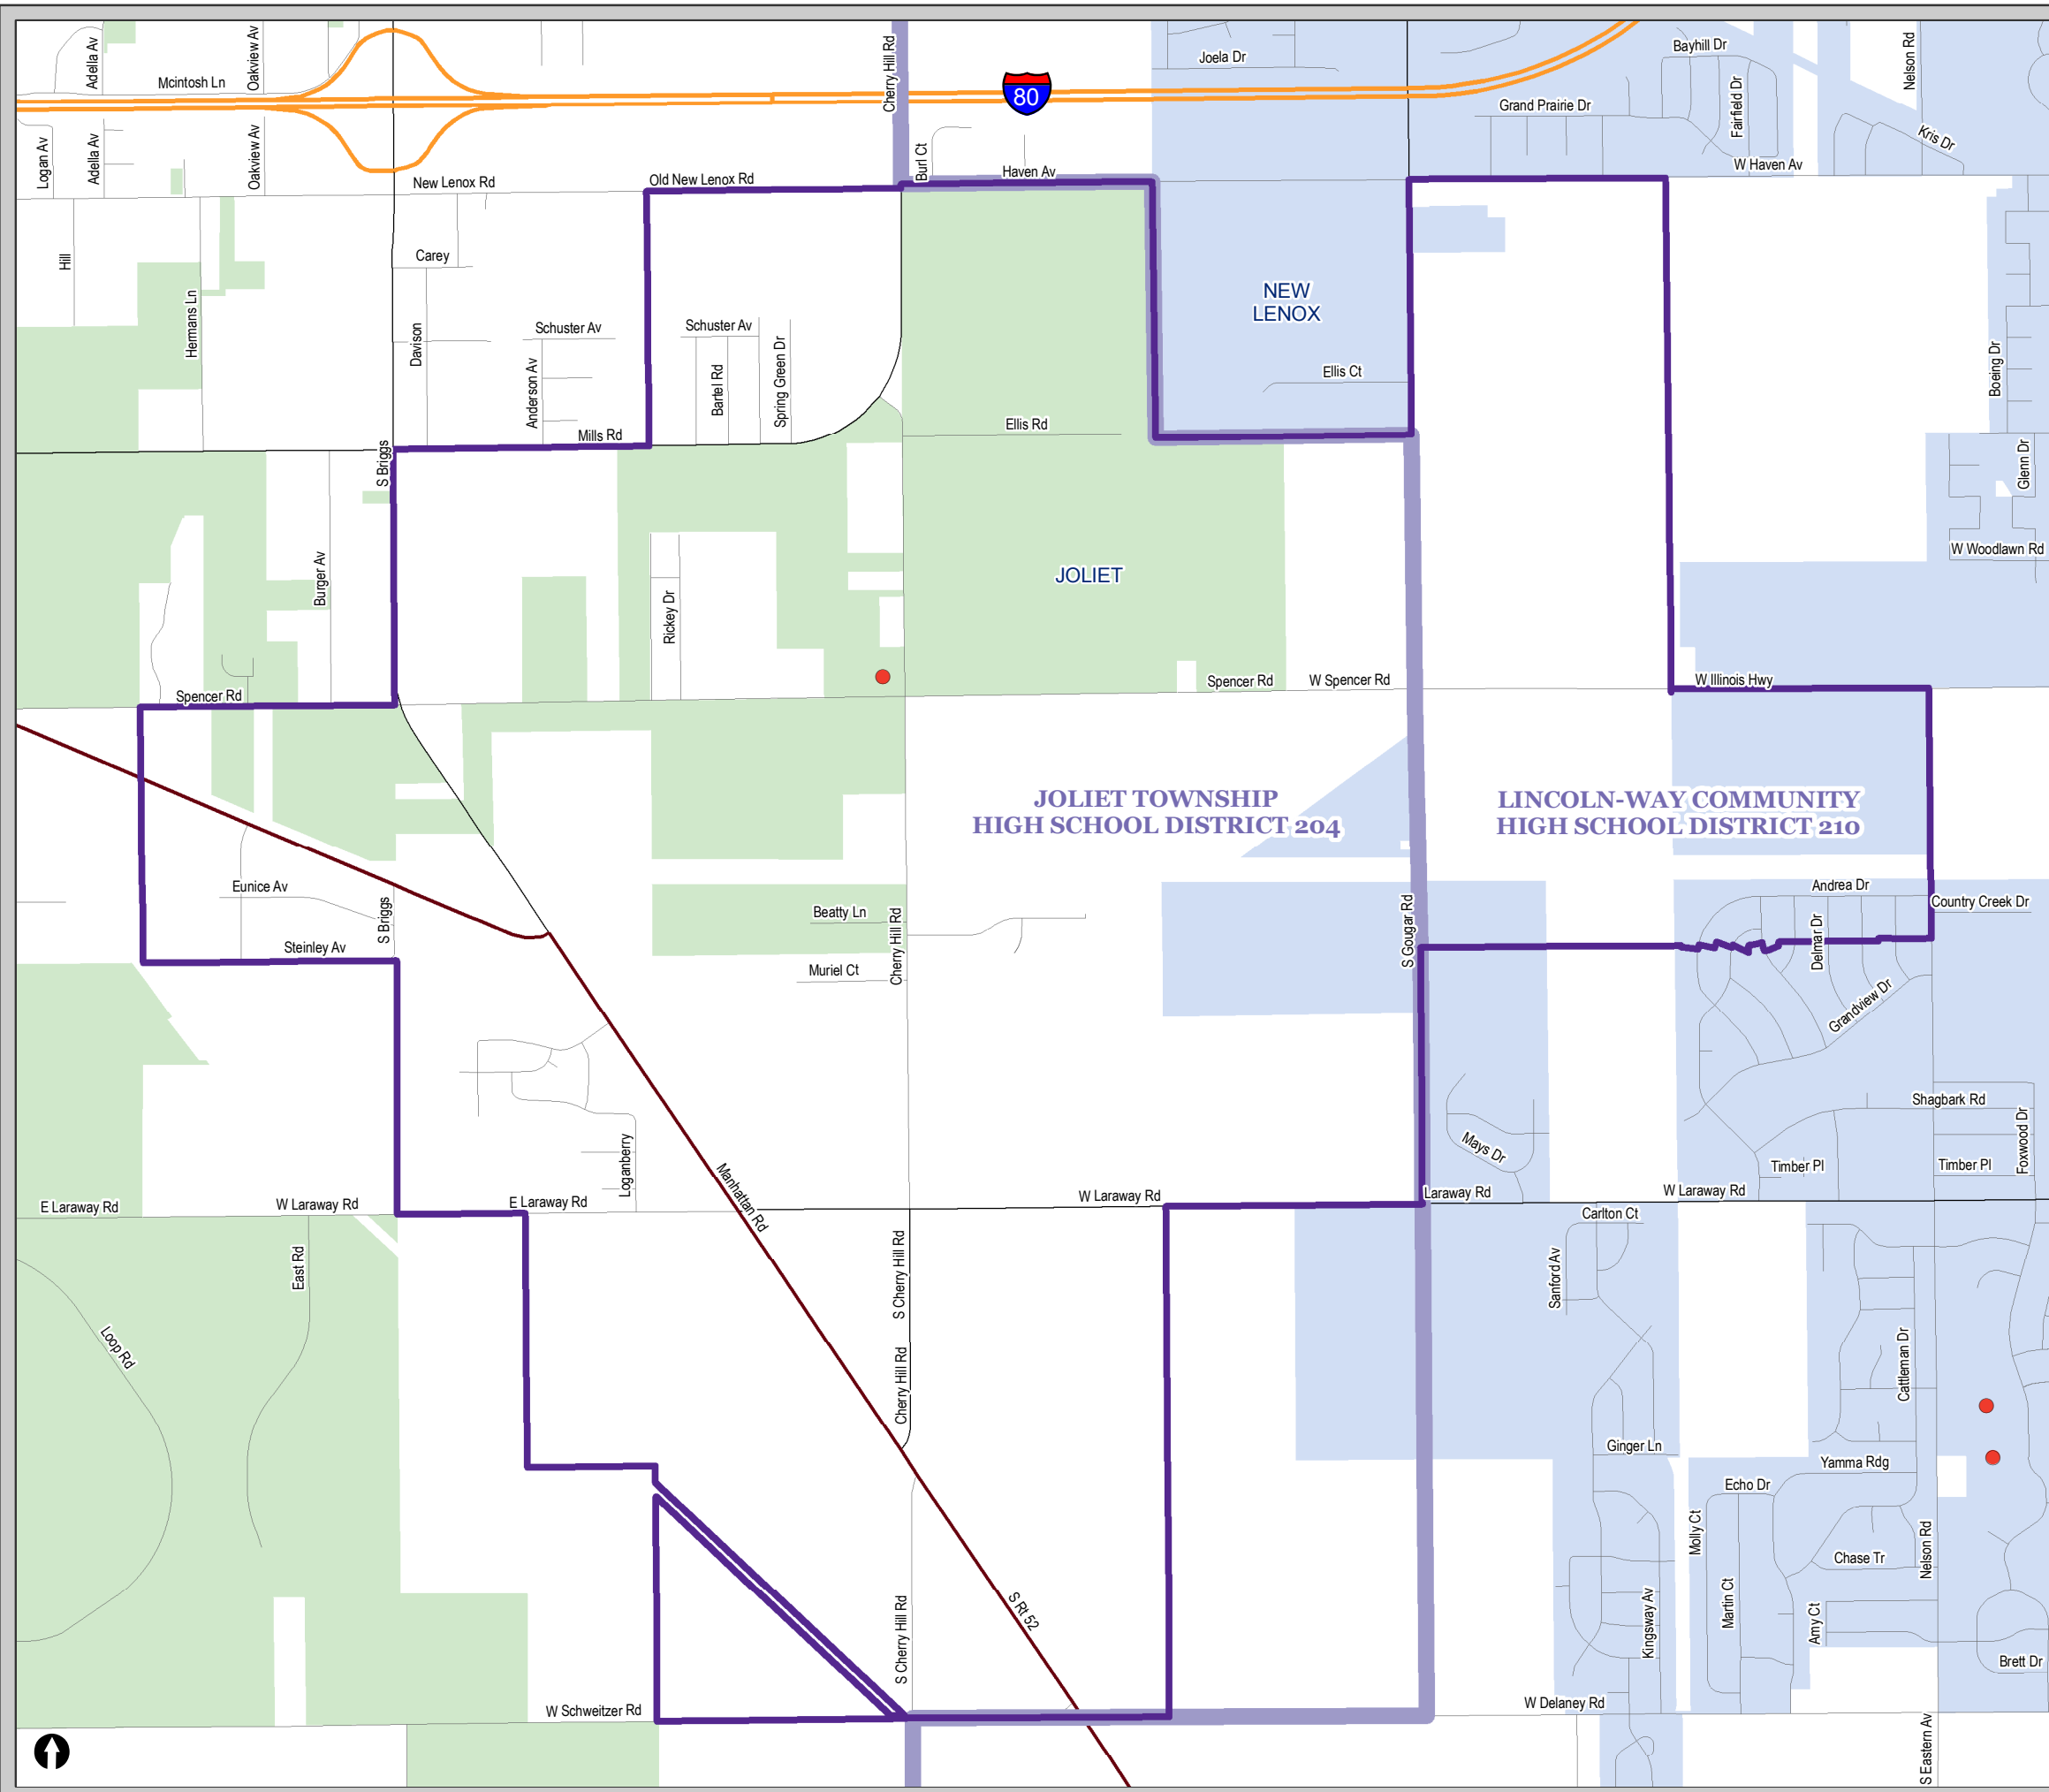 Adella Av
Oakview Av
Mcintosh Ln
Cherry Hill Rd
80
Joela Dr
Bayhill Dr
Nelson Rd
Grand Prairie Dr
Fairfield Dr
Kris Dr
Logan Av
Adella Av
Oakview Av
Burl Ct
Haven Av
W Haven Av
New Lenox Rd
Old New Lenox Rd
Hill
Carey
Hermans Ln
Davison
Schuster Av
Schuster Av
Anderson Av
Bartel Rd
Spring Green Dr
NEW
LENOX
Ellis Ct
Boeing Dr
Mills Rd
Ellis Rd
S Briggs
Glenn Dr
W Woodlawn Rd
Burger Av
Rickey Dr
JOLIET
Spencer Rd
Spencer Rd
W Spencer Rd
W Illinois Hwy
JOLIET TOWNSHIP
HIGH SCHOOL DISTRICT 204
LINCOLN-WAY COMMUNITY
HIGH SCHOOL DISTRICT 210
Eunice Av
S Briggs
Steinley Av
Beatty Ln
Cherry Hill Rd
Muriel Ct
S Gougar Rd
Andrea Dr
Country Creek Dr
Delmar Dr
Grandview Dr
Shagbark Rd
Foxwood Dr
Mays Dr
Timber Pl
Timber Pl
Loganberry
Manhattan Rd
E Laraway Rd
W Laraway Rd
E Laraway Rd
W Laraway Rd
Laraway Rd
W Laraway Rd
Carlton Ct
East Rd
Loop Rd
S Cherry Hill Rd
Cherry Hill Rd
Sanford Av
Cattleman Dr
Ginger Ln
Yamma Rdg
Echo Dr
Molly Ct
Nelson Rd
Chase Tr
Martin Ct
Kingsway Av
Amy Ct
Brett Dr
S Rt 52
S Cherry Hill Rd
W Schweitzer Rd
W Delaney Rd
S Eastern Av